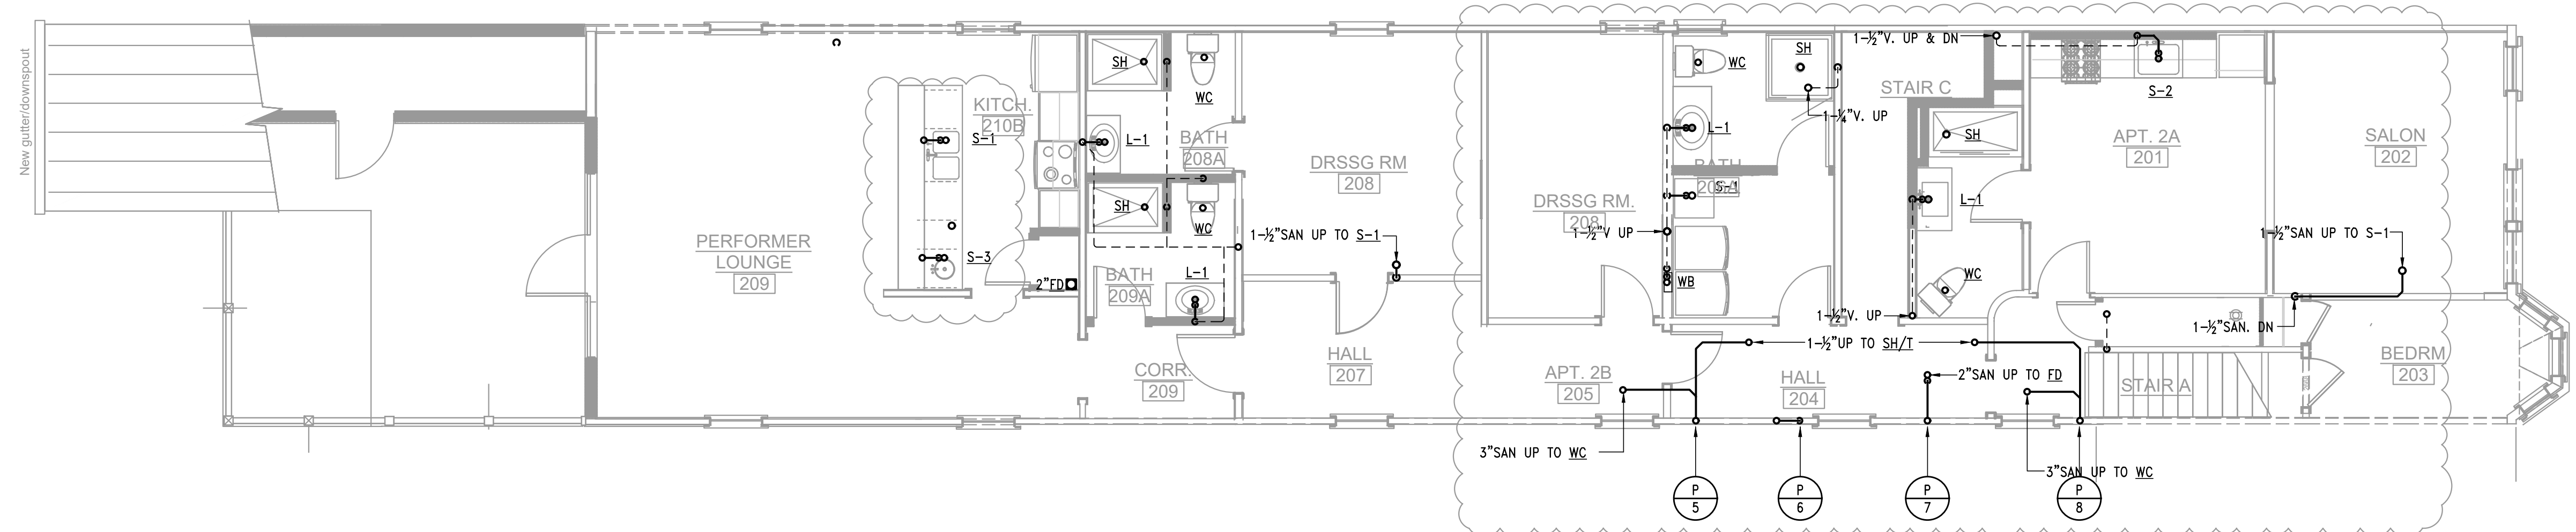 New gutter/downspout
PERFORMER
LOUNGE
209
S-1
S-3
KITCH.
210B
2"FD
SH
WC
L-1
BATH
208A
SH
WC
BATH
209A
L-1
CORR.
209
DRSSG RM
208
1-½"SAN UP TO S-1
HALL
207
DRSSG RM.
208
1-½"V UP
APT. 2B
205
3"SAN UP TO WC
WC
SH
L-1
1-¼"V. UP
BATH
S-1
WB
1-½"V. UP & DN
STAIR C
SH
L-1
WC
1-½"V. UP
1-½"UP TO SH/T
HALL
204
2"SAN UP TO FD
3"SAN UP TO WC
S-2
APT. 2A
201
SALON
202
1-½"SAN UP TO S-1
1-½"SAN. DN
STAIR A
BEDRM
203
P
5
P
6
P
7
P
8